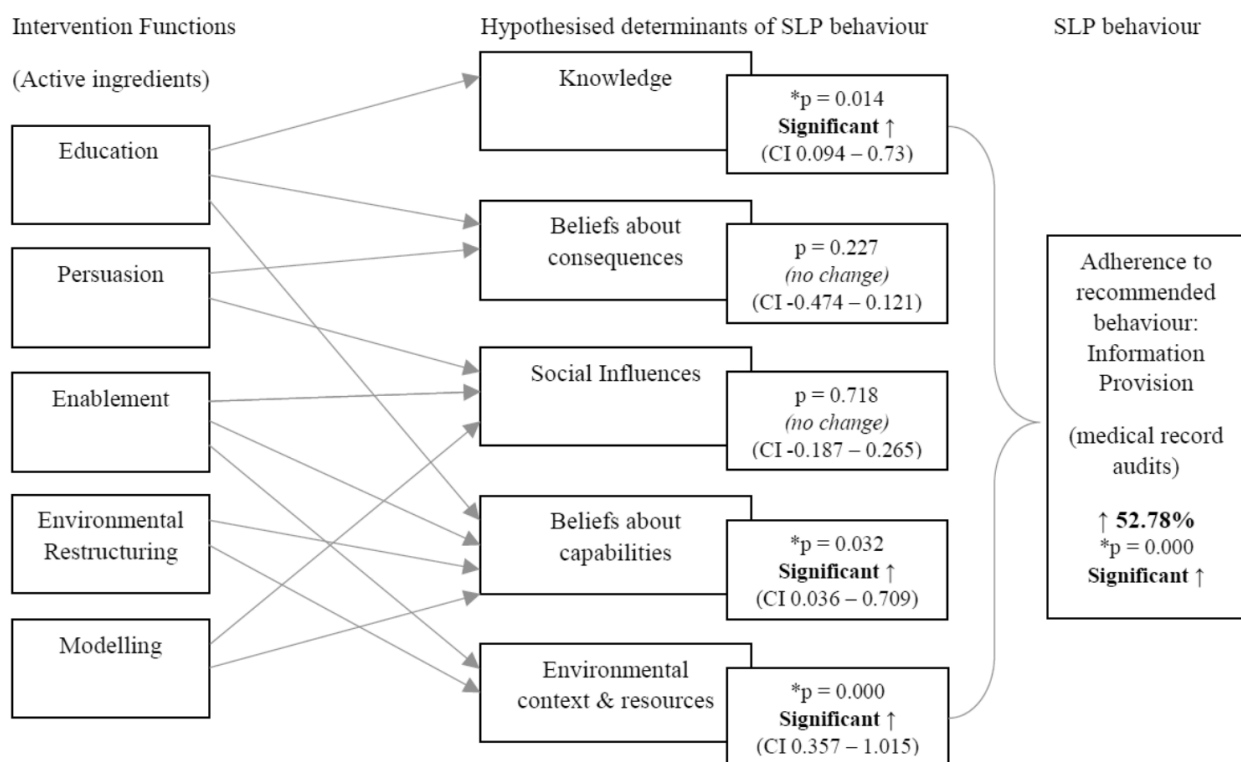 Intervention Functions
(Active ingredients)
Education
Persuasion
Enablement
Environmental
Restructuring
Modelling
Hypothesised determinants of SLP behaviour
Knowledge
*p = 0.014
Significant ↑
(CI 0.094 – 0.73)
Beliefs about
consequences
p = 0.227
(no change)
(CI -0.474 – 0.121)
Social Influences
p = 0.718
(no change)
(CI -0.187 – 0.265)
Beliefs about
capabilities
*p = 0.032
Significant ↑
(CI 0.036 – 0.709)
Environmental
context & resources
*p = 0.000
Significant ↑
(CI 0.357 – 1.015)
SLP behaviour
Adherence to
recommended
behaviour:
Information
Provision
(medical record
audits)
↑ 52.78%
*p = 0.000
Significant ↑